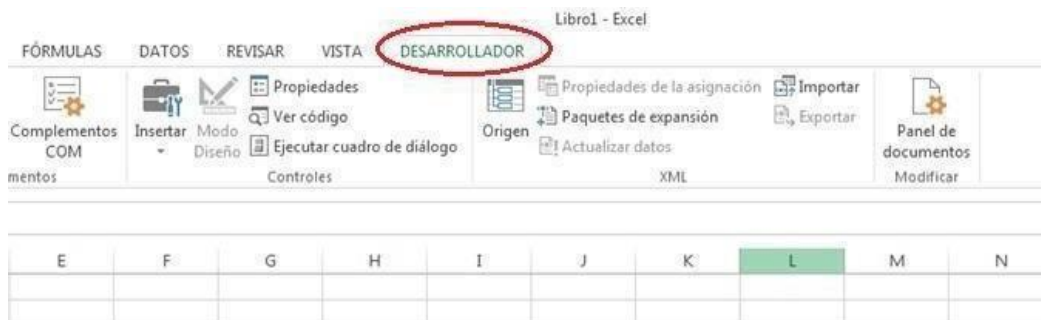 Libro1 - Excel
FÓRMULAS DATOS REVISAR VISTA DESARROLLADOR
Complementos COM
mentos
Insertar
Modo Diseño
Propiedades
Ver código
Ejecutar cuadro de diálogo
Controles
Origen
Propiedades de la asignación
Paquetes de expansión
Actualizar datos
Importar
Exportar
XML
Panel de documentos
Modificar
E F G H I J K L M N